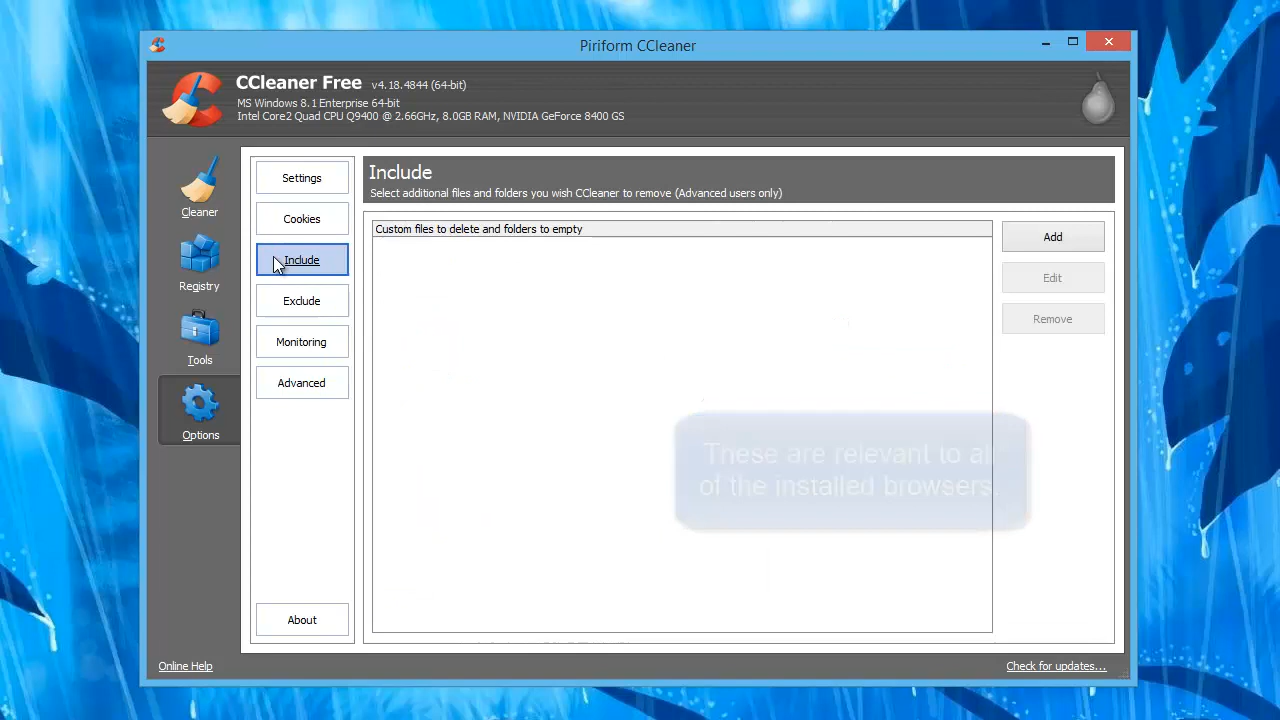 Piriform CCleaner
CCleaner Free v4.18.4844 (64-bit)
MS Windows 8.1 Enterprise 64-bit
Intel Core2 Quad CPU Q9400 @ 2.66GHz, 8.0GB RAM, NVIDIA GeForce 8400 GS
Cleaner
Registry
Tools
Options
Settings
Cookies
Include
Exclude
Monitoring
Advanced
About
Include
Select additional files and folders you wish CCleaner to remove (Advanced users only)
Custom files to delete and folders to empty
Add
Edit
Remove
These are relevant to all
of the installed browsers.
Online Help
Check for updates...